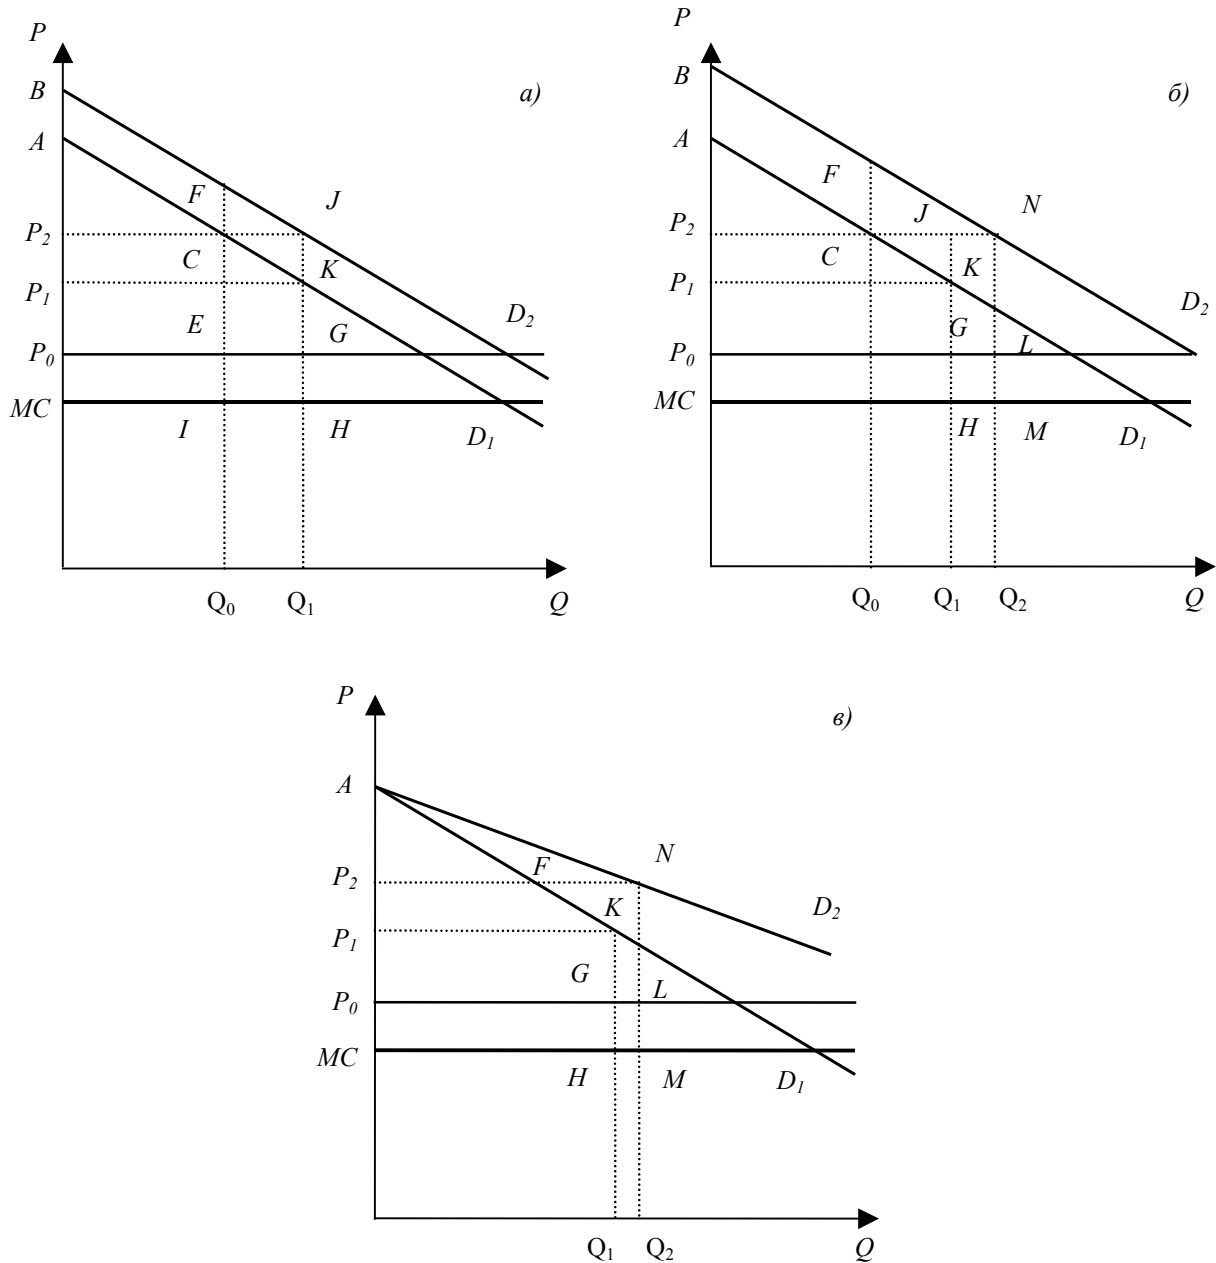 P
B
a)
A
F
J
P₂
C
K
P₁
D₂
E
G
P₀
MC
I
H
D₁
Q₀
Q₁
Q
P
B
б)
A
F
J
N
P₂
C
K
P₁
D₂
G
L
P₀
MC
H
M
D₁
Q₀
Q₁
Q₂
Q
P
в)
A
N
F
P₂
K
D₂
P₁
G
L
P₀
MC
H
M
D₁
Q₁
Q₂
Q